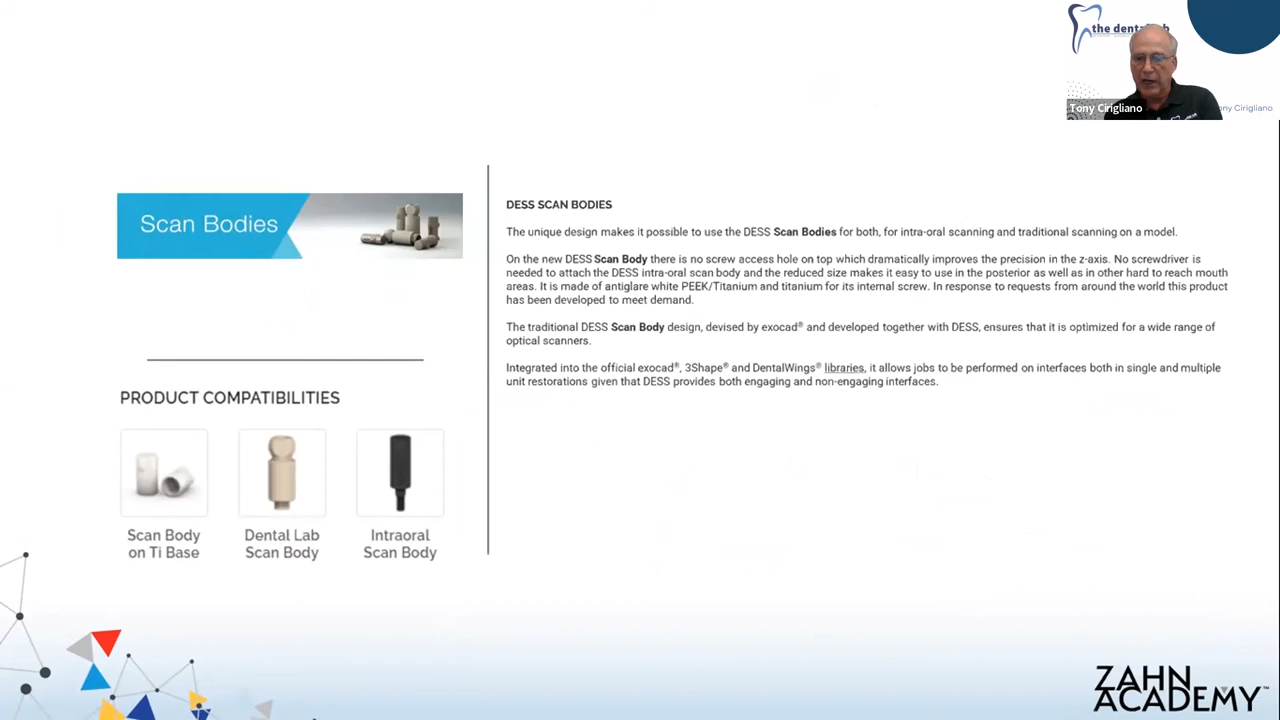 the dental lab
Tony Cirigliano
ony Cirigliano
Scan Bodies
PRODUCT COMPATIBILITIES
Scan Body
on Ti Base
Dental Lab
Scan Body
Intraoral
Scan Body
DESS SCAN BODIES
The unique design makes it possible to use the DESS Scan Bodies for both, for intra-oral scanning and traditional scanning on a model.
On the new DESS Scan Body there is no screw access hole on top which dramatically improves the precision in the z-axis. No screwdriver is
needed to attach the DESS intra-oral scan body and the reduced size makes it easy to use in the posterior as well as in other hard to reach mouth
areas. It is made of antiglare white PEEK/Titanium and titanium for its internal screw. In response to requests from around the world this product
has been developed to meet demand.
The traditional DESS Scan Body design, devised by exocad® and developed together with DESS, ensures that it is optimized for a wide range of
optical scanners.
Integrated into the official exocad®, 3Shape® and DentalWings® libraries, it allows jobs to be performed on interfaces both in single and multiple
unit restorations given that DESS provides both engaging and non-engaging interfaces.
ZAHN
ACADEMY™